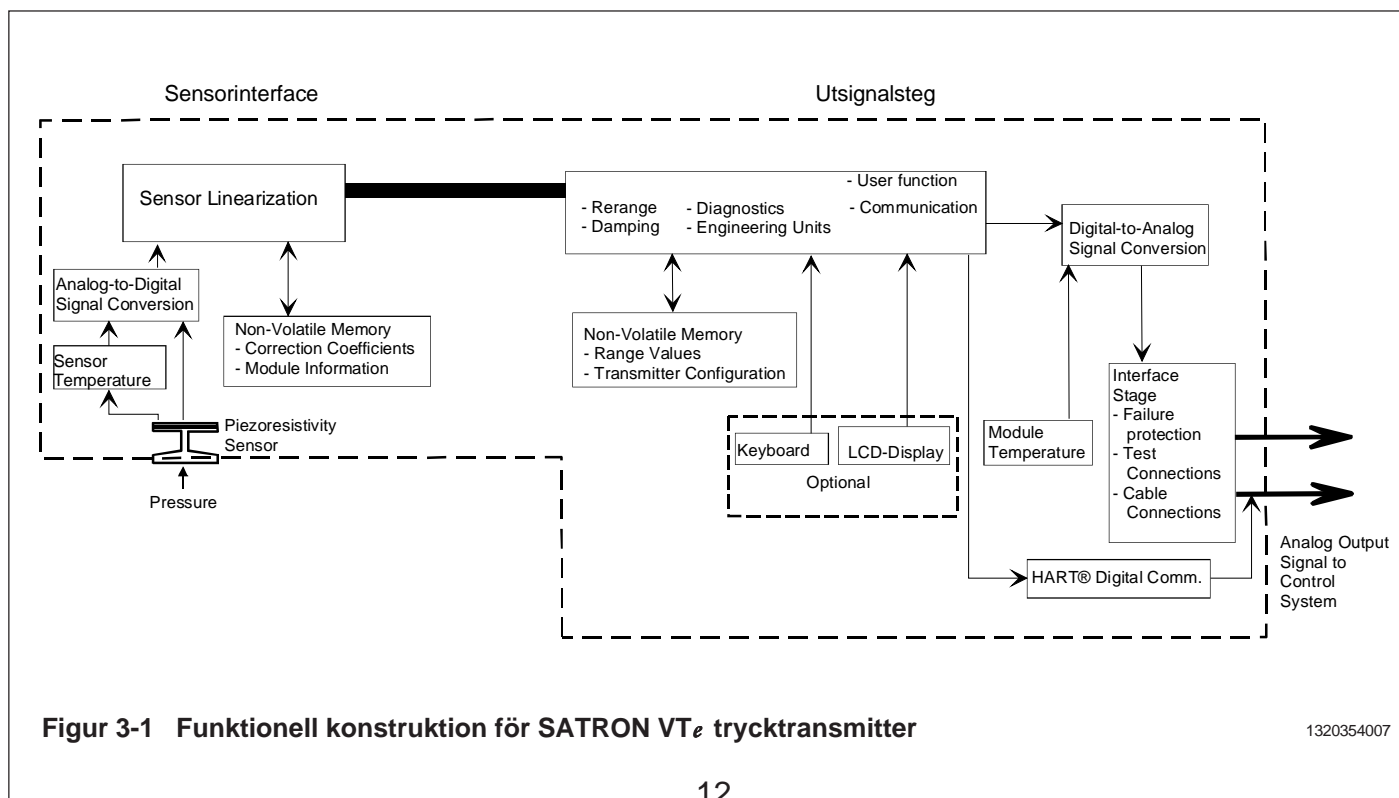 Sensorinterface
Utsignalsteg
Sensor Linearization
- Rerange
- Damping
- Diagnostics
- Engineering Units
- User function
- Communication
Digital-to-Analog
Signal Conversion
Analog-to-Digital
Signal Conversion
Non-Volatile Memory
- Correction Coefficients
- Module Information
Sensor
Temperature
Piezoresistivity
Sensor
Pressure
Non-Volatile Memory
- Range Values
- Transmitter Configuration
Keyboard
LCD-Display
Optional
Module
Temperature
Interface
Stage
- Failure
protection
- Test
Connections
- Cable
Connections
HART® Digital Comm.
Analog Output
Signal to
Control
System
Figur 3-1 Funktionell konstruktion för SATRON VTe trycktransmitter
1320354007
12